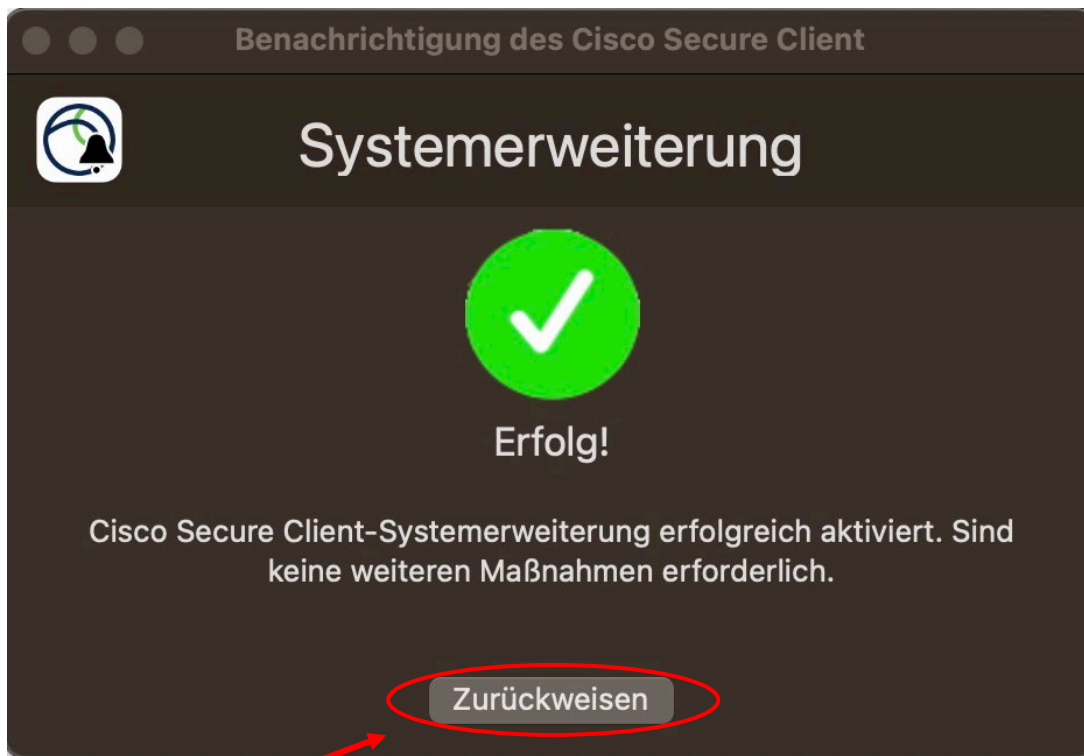 Benachrichtigung des Cisco Secure Client
Systemerweiterung
Erfolg!
Cisco Secure Client-Systemerweiterung erfolgreich aktiviert. Sind
keine weiteren Maßnahmen erforderlich.
Zurückweisen